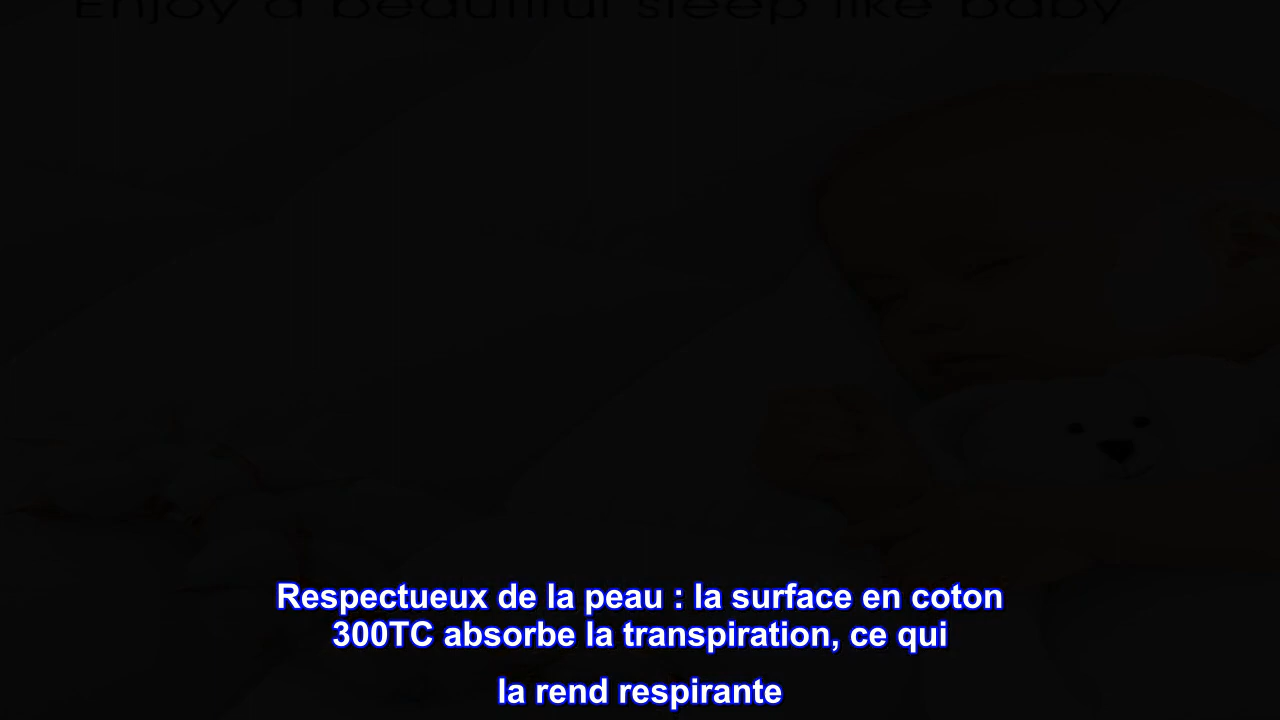 Enjoy a beautiful sleep like baby
Respectueux de la peau : la surface en coton
300TC absorbe la transpiration, ce qui
la rend respirante